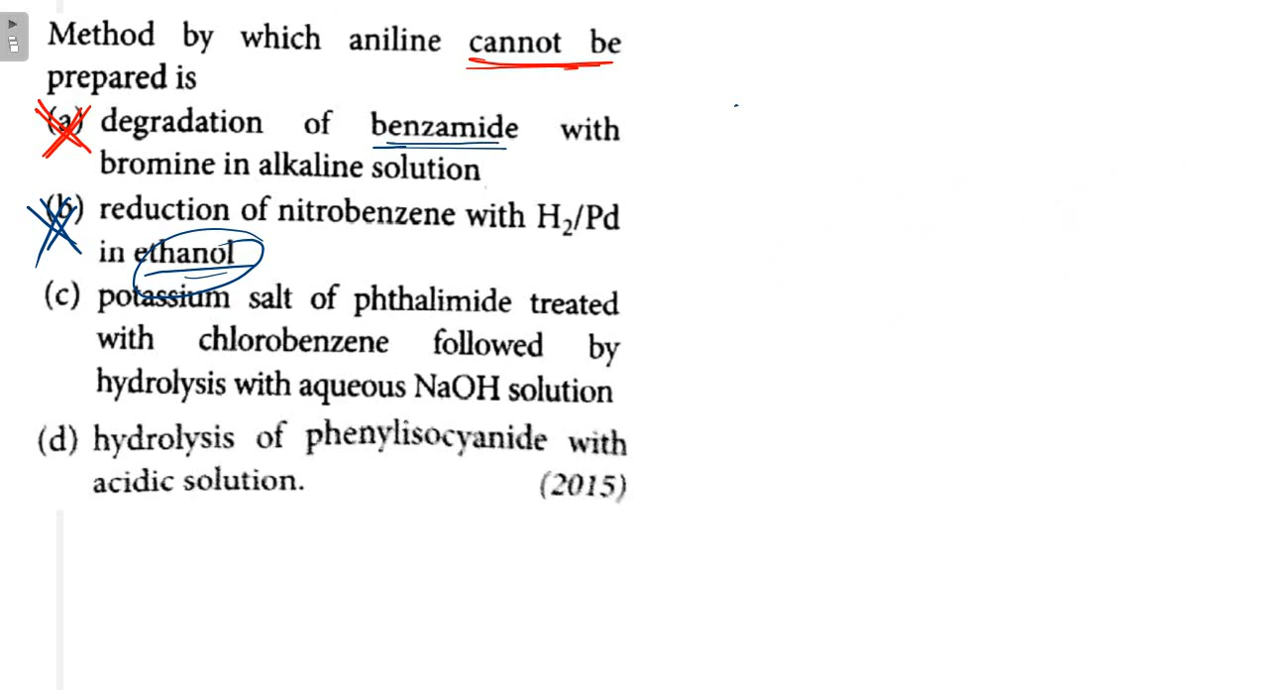 Method by which aniline cannot be
prepared is
(a) degradation of benzamide with
bromine in alkaline solution
(b) reduction of nitrobenzene with H₂/Pd
in ethanol
(c) potassium salt of phthalimide treated
with chlorobenzene followed by
hydrolysis with aqueous NaOH solution
(d) hydrolysis of phenylisocyanide with
acidic solution. (2015)